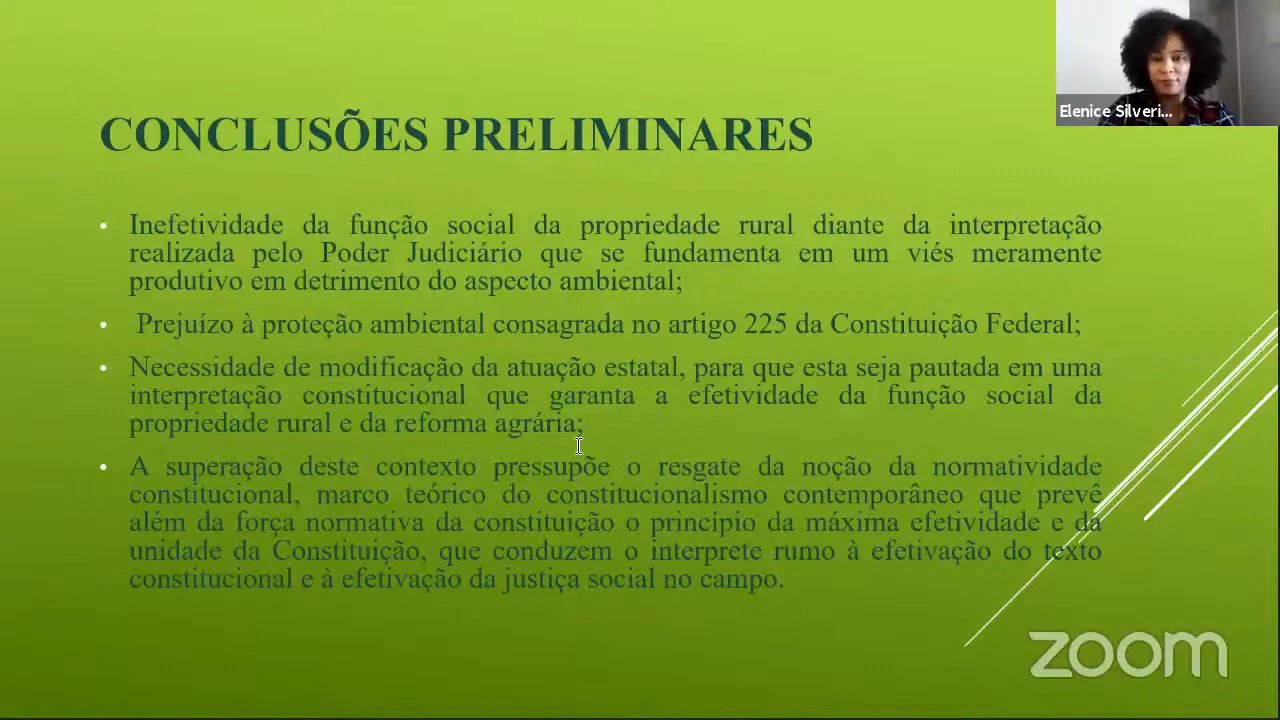 Elenice Silveri...
CONCLUSÕES PRELIMINARES
• Inefetividade da função social da propriedade rural diante da interpretação
realizada pelo Poder Judiciário que se fundamenta em um viés meramente
produtivo em detrimento do aspecto ambiental;
• Prejuízo à proteção ambiental consagrada no artigo 225 da Constituição Federal;
• Necessidade de modificação da atuação estatal, para que esta seja pautada em uma
interpretação constitucional que garanta a efetividade da função social da
propriedade rural e da reforma agrária;
• A superação deste contexto pressupõe o resgate da noção da normatividade
constitucional, marco teórico do constitucionalismo contemporâneo que prevê
além da força normativa da constituição o princípio da máxima efetividade e da
unidade da Constituição, que conduzem o interprete rumo à efetivação do texto
constitucional e à efetivação da justiça social no campo.
zoom